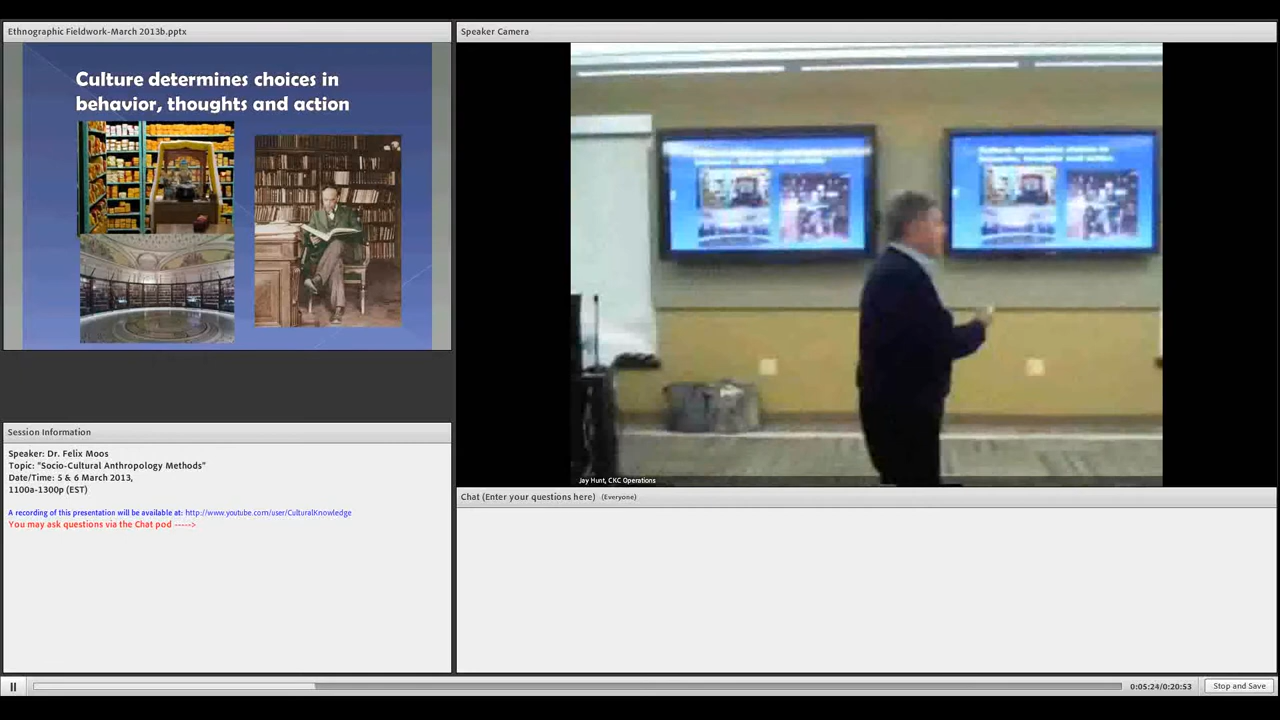 Ethnographic Fieldwork-March 2013b.pptx
Culture determines choices in
behavior, thoughts and action
Speaker Camera
Jay Hunt, CKC Operations
Session Information
Speaker: Dr. Felix Moos
Topic: "Socio-Cultural Anthropology Methods"
Date/Time: 5 & 6 March 2013,
1100a-1300p (EST)
A recording of this presentation will be available at: http://www.youtube.com/user/CulturalKnowledge
You may ask questions via the Chat pod ----->
Chat (Enter your questions here) (Everyone)
0:05:24/0:20:53
Stop and Save